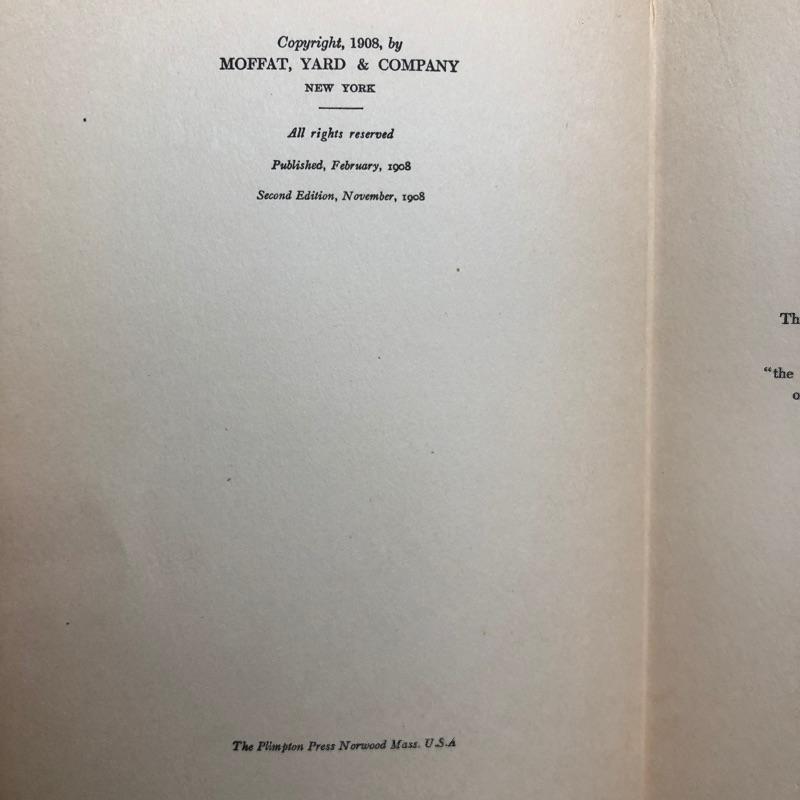 Copyright, 1908, by
MOFFAT, YARD & COMPANY
NEW YORK
All rights reserved
Published, February, 1908
Second Edition, November, 1908
The Plimpton Press Norwood Mass. U.S.A
Th
"the
o